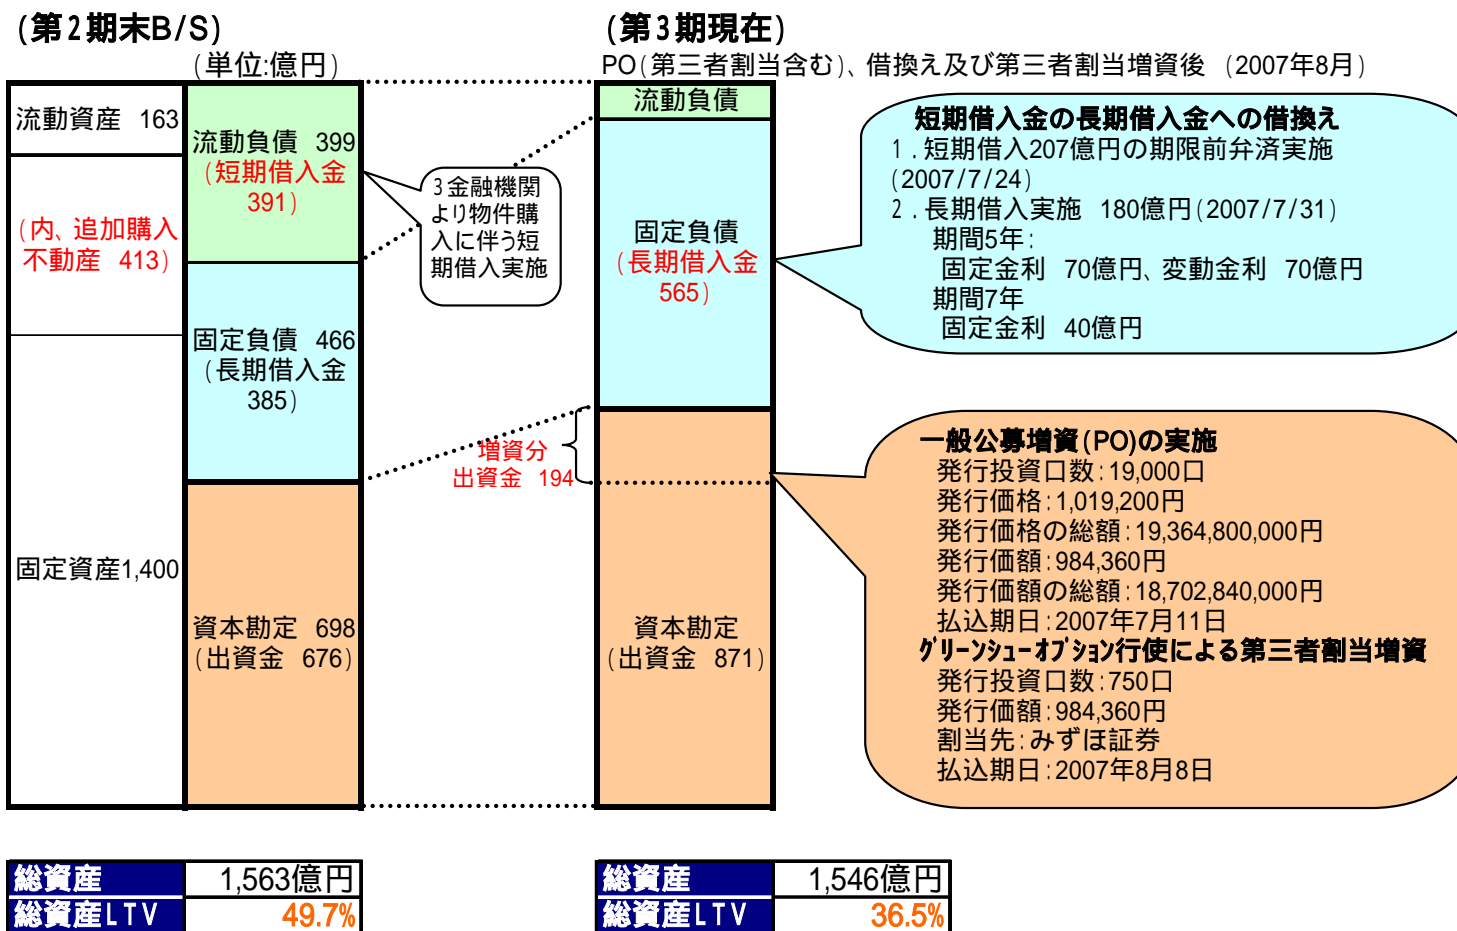 (第2期末B/S)
(単位:億円)
流動資産 163
(内、追加購入
不動産 413)
固定資産1,400
流動負債 399
(短期借入金
391)
固定負債 466
(長期借入金
385)
資本勘定 698
(出資金 676)
3金融機関
より物件購
入に伴う短
期借入実施
(第3期現在)
PO(第三者割当含む)、借換え及び第三者割当増資後 (2007年8月)
流動負債
固定負債
(長期借入金
565)
増資分
出資金 194
資本勘定
(出資金 871)
短期借入金の長期借入金への借換え
1.短期借入207億円の期限前弁済実施
(2007/7/24)
2.長期借入実施 180億円(2007/7/31)
期間5年:
固定金利 70億円、変動金利 70億円
期間7年
固定金利 40億円
一般公募増資(PO)の実施
発行投資口数:19,000口
発行価格:1,019,200円
発行価格の総額:19,364,800,000円
発行価額:984,360円
発行価額の総額:18,702,840,000円
払込期日:2007年7月11日
グリーンシューオプション行使による第三者割当増資
発行投資口数:750口
発行価額:984,360円
割当先:みずほ証券
払込期日:2007年8月8日
総資産 1,563億円
総資産LTV 49.7%
総資産 1,546億円
総資産LTV 36.5%